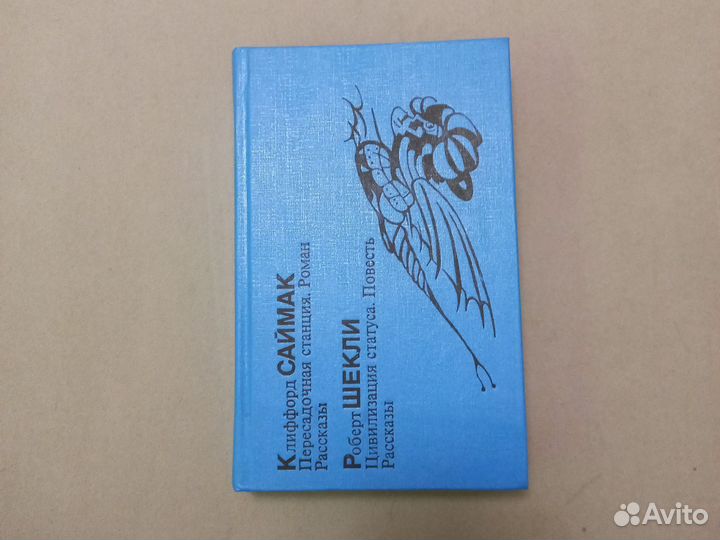 Клиффорд САЙМАК
Пересадочная станция. Роман
Рассказы
Роберт ШЕКЛИ
Цивилизация статуса. Повесть
Рассказы
Avito